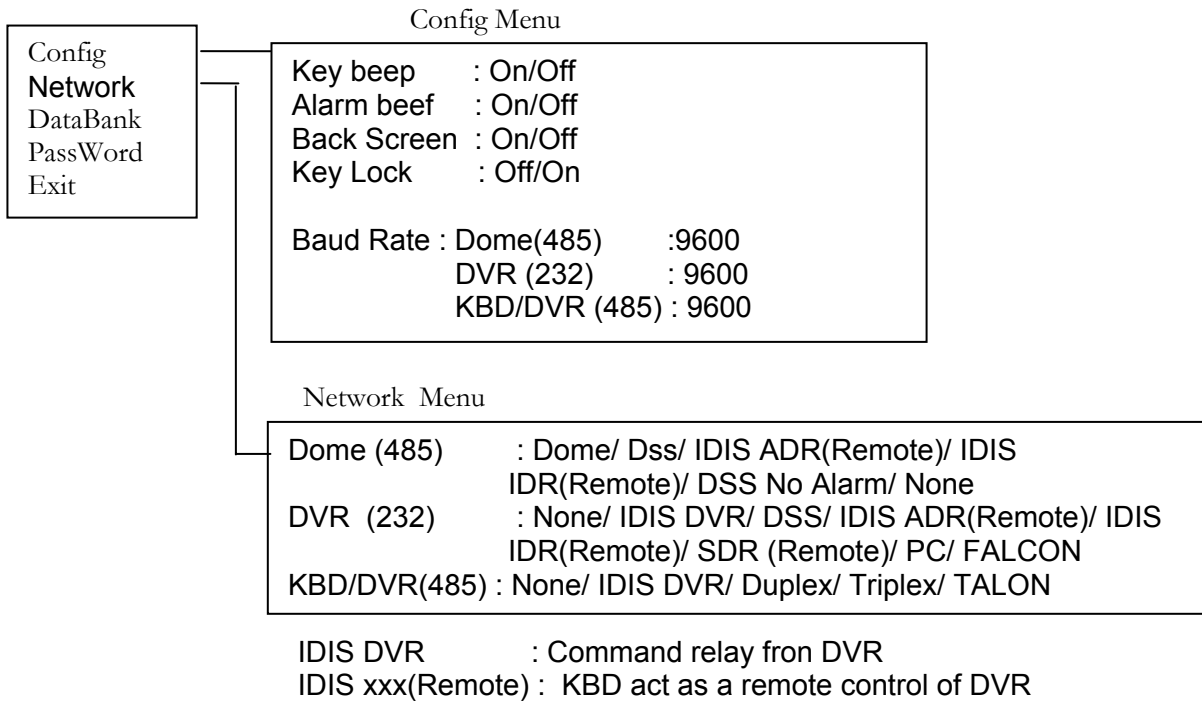 Config Menu
Config
Network
DataBank
PassWord
Exit
Key beep : On/Off
Alarm beef : On/Off
Back Screen : On/Off
Key Lock : Off/On
Baud Rate : Dome(485) :9600
DVR (232) : 9600
KBD/DVR (485) : 9600
Network Menu
Dome (485) : Dome/ Dss/ IDIS ADR(Remote)/ IDIS
IDR(Remote)/ DSS No Alarm/ None
DVR (232) : None/ IDIS DVR/ DSS/ IDIS ADR(Remote)/ IDIS
IDR(Remote)/ SDR (Remote)/ PC/ FALCON
KBD/DVR(485) : None/ IDIS DVR/ Duplex/ Triplex/ TALON
IDIS DVR : Command relay fron DVR
IDIS xxx(Remote) : KBD act as a remote control of DVR